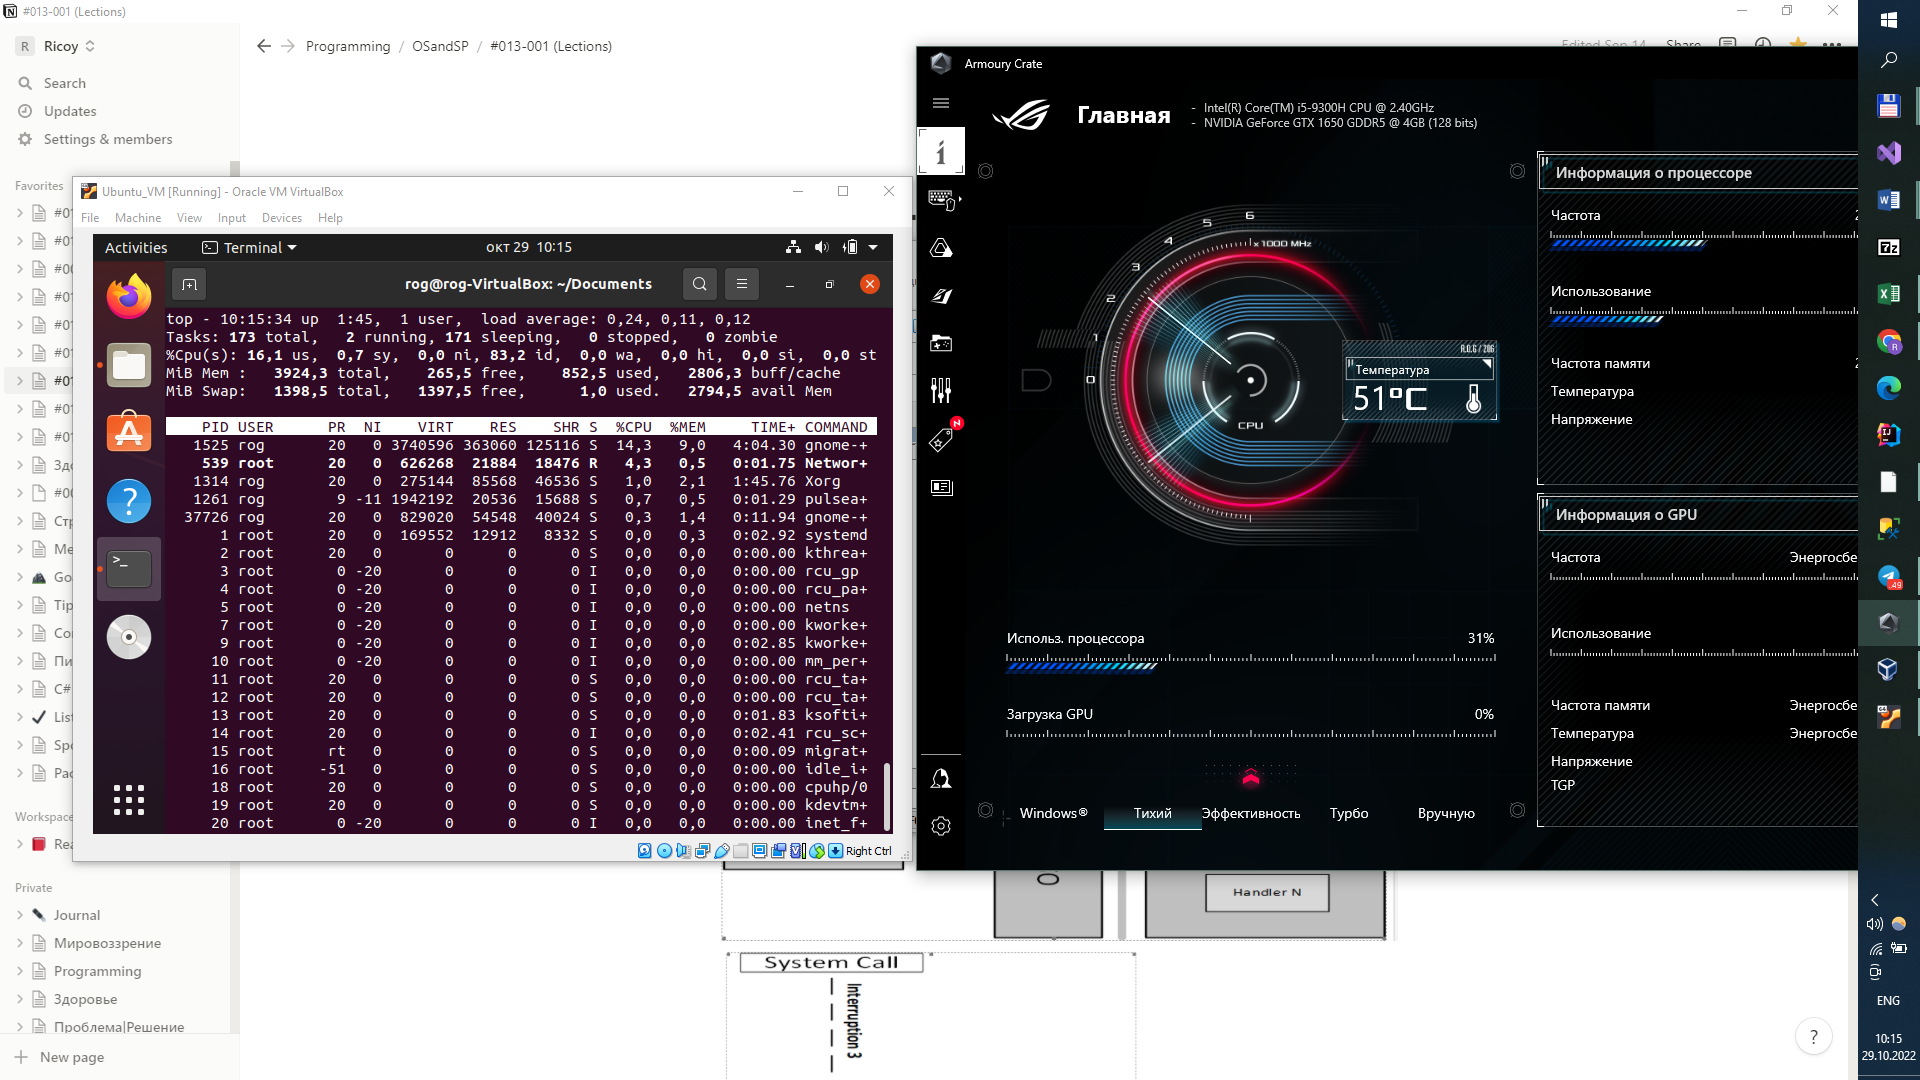 #013-001 (Lections)
R Ricoy
Search
Updates
Settings & members
Favorites
Journal
Workspace
Private
Мировоззрение
Programming
Здоровье
Проблема|Решение
New page
Programming / OSandSP / #013-001 (Lections)
Edited Sep 14 Share
Ubuntu_VM [Running] - Oracle VM VirtualBox
File Machine View Input Devices Help
Activities Terminal окт 29 10:15
rog@rog-VirtualBox: ~/Documents
top - 10:15:34 up 1:45, 1 user, load average: 0,24, 0,11, 0,12
Tasks: 173 total, 2 running, 171 sleeping, 0 stopped, 0 zombie
%Cpu(s): 16,1 us, 0,7 sy, 0,0 ni, 83,2 id, 0,0 wa, 0,0 hi, 0,0 si, 0,0 st
MiB Mem : 3924,3 total, 265,5 free, 852,5 used, 2806,3 buff/cache
MiB Swap: 1398,5 total, 1397,5 free, 1,0 used. 2794,5 avail Mem
PID USER PR NI VIRT RES SHR S %CPU %MEM TIME+ COMMAND
1525 rog 20 0 3740596 363060 125116 S 14,3 9,0 4:04.30 gnome-+
539 root 20 0 626268 21884 18476 R 4,3 0,5 0:01.75 Networ+
1314 rog 20 0 275144 85568 46536 S 1,0 2,1 1:45.76 Xorg
1261 rog 9 -11 1942192 20536 15688 S 0,7 0,5 0:01.29 pulsea+
37726 rog 20 0 829020 54548 40024 S 0,3 1,4 0:11.94 gnome-+
1 root 20 0 169552 12912 8332 S 0,0 0,3 0:02.92 systemd
2 root 20 0 0 0 0 S 0,0 0,0 0:00.00 kthrea+
3 root 0 -20 0 0 0 I 0,0 0,0 0:00.00 rcu_gp
4 root 0 -20 0 0 0 I 0,0 0,0 0:00.00 rcu_pa+
5 root 0 -20 0 0 0 I 0,0 0,0 0:00.00 netns
7 root 0 -20 0 0 0 I 0,0 0,0 0:00.00 kworke+
9 root 0 -20 0 0 0 I 0,0 0,0 0:02.85 kworke+
10 root 0 -20 0 0 0 I 0,0 0,0 0:00.00 mm_per+
11 root 20 0 0 0 0 S 0,0 0,0 0:00.00 rcu_ta+
12 root 20 0 0 0 0 S 0,0 0,0 0:00.00 rcu_ta+
13 root 20 0 0 0 0 S 0,0 0,0 0:01.83 ksofti+
14 root 20 0 0 0 0 I 0,0 0,0 0:02.41 rcu_sc+
15 root rt 0 0 0 0 S 0,0 0,0 0:00.09 migrat+
16 root -51 0 0 0 0 S 0,0 0,0 0:00.00 idle_i+
18 root 20 0 0 0 0 S 0,0 0,0 0:00.00 cpuhp/0
19 root 20 0 0 0 0 S 0,0 0,0 0:00.00 kdevtm+
20 root 0 -20 0 0 0 I 0,0 0,0 0:00.00 inet_f+
Right Ctrl
Armoury Crate
Главная
- Intel(R) Core(TM) i5-9300H CPU @ 2.40GHz
- NVIDIA GeForce GTX 1650 GDDR5 @ 4GB (128 bits)
0 1 2 3 4 5 6
x 1000 MHz
CPU
R.O.G / 206
Температура
51°C
Использ. процессора 31%
Загрузка GPU 0%
Windows® Тихий Эффективность Турбо Вручную
Информация о процессоре
Частота
Использование
Частота памяти
Температура
Напряжение
Информация о GPU
Частота Энергосбе
Использование
Частота памяти Энергосбе
Температура Энергосбе
Напряжение
TGP
Handler N
System Call
Interruption 3
?
ENG
10:15
29.10.2022